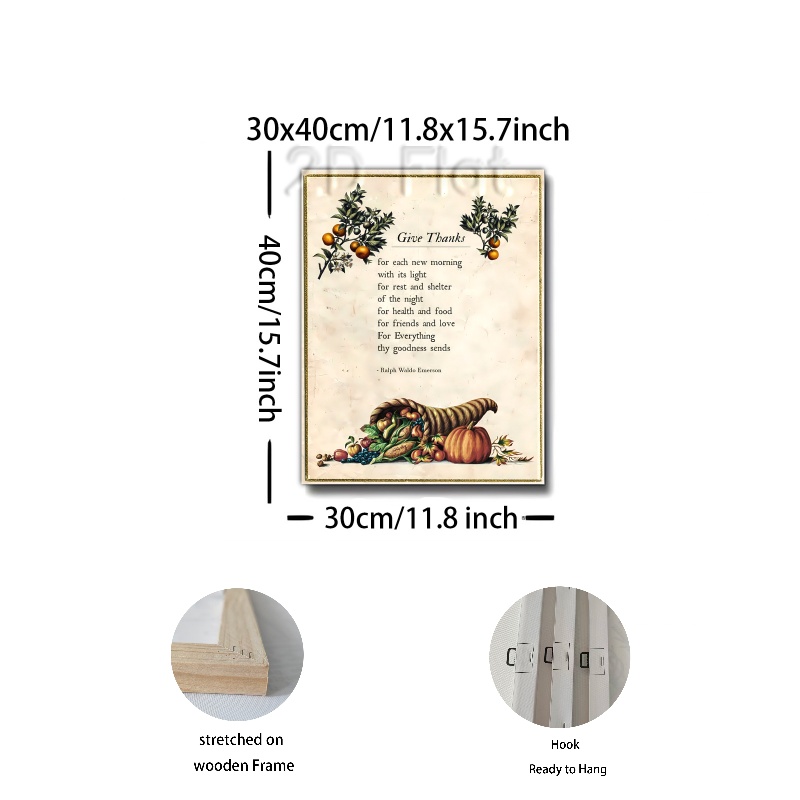 30x40cm/11.8x15.7inch
2D Flat
40cm/15.7inch
Give Thanks
for each new morning
with its light
for rest and shelter
of the night
for health and food
for friends and love
For Everything
thy goodness sends
- Ralph Waldo Emerson
30cm/11.8 inch
stretched on
wooden Frame
Hook
Ready to Hang